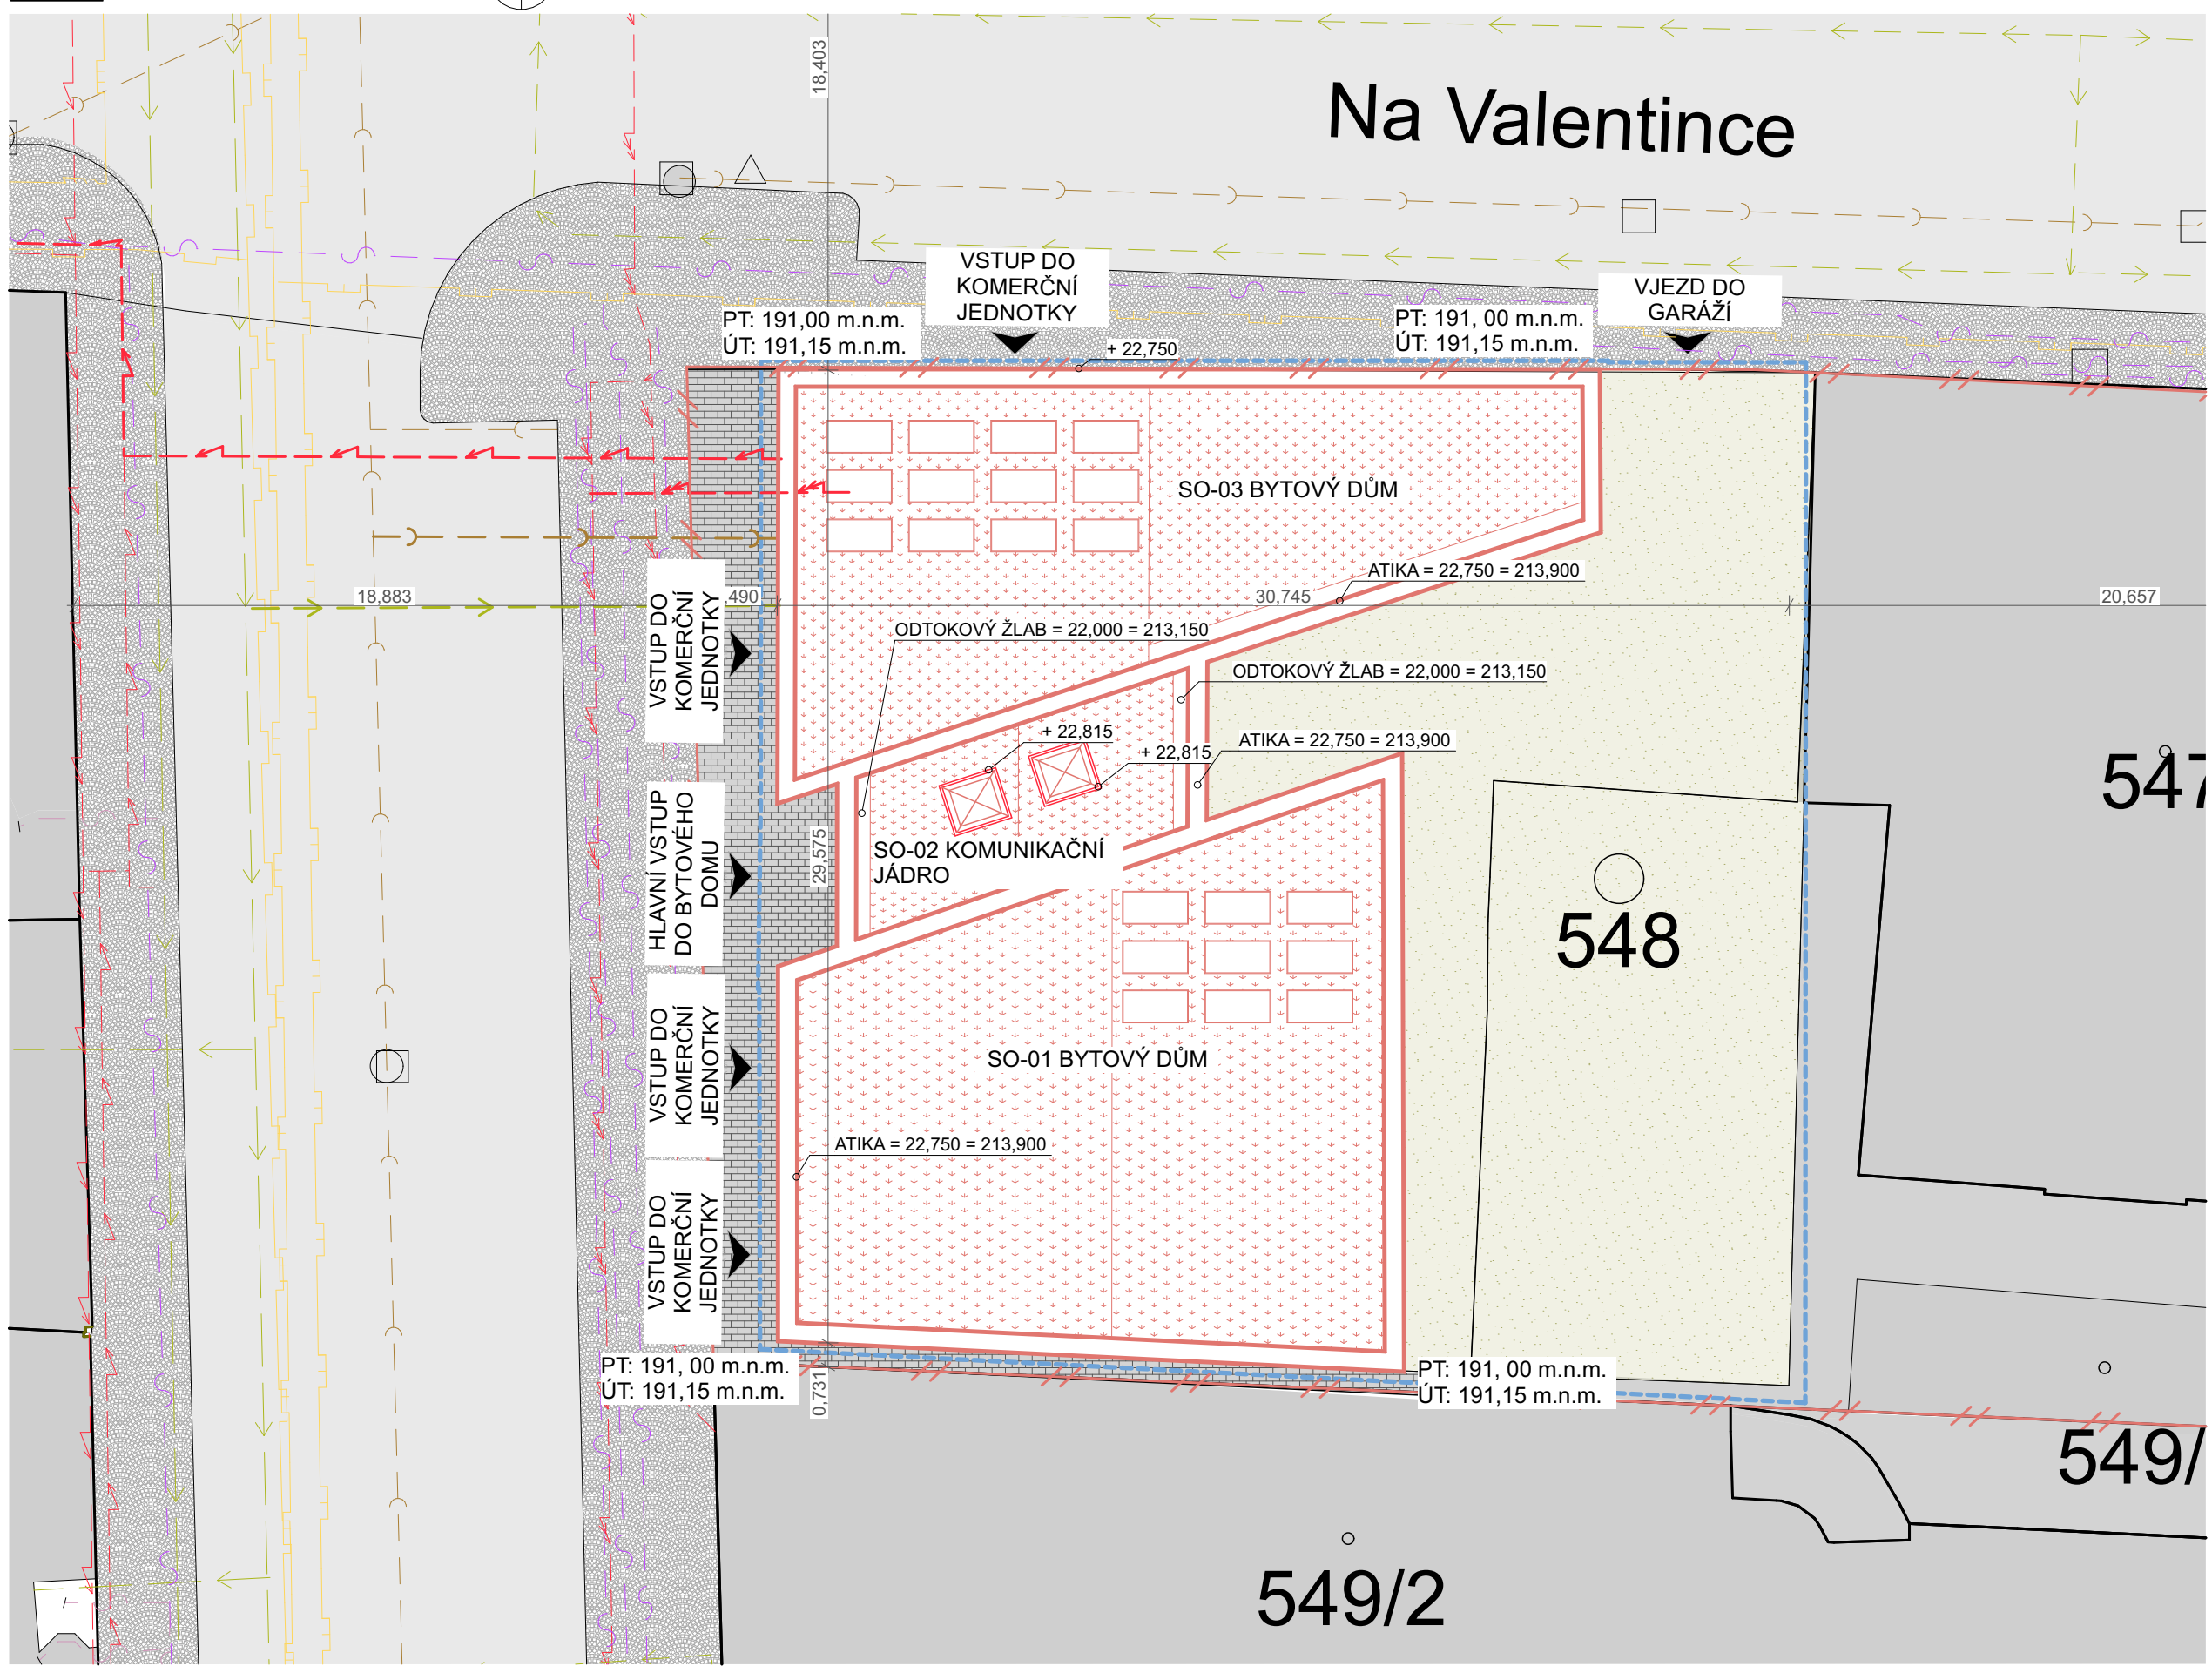 18,403
Na Valentince
VSTUP DO
KOMERČNÍ
JEDNOTKY
VJEZD DO
GARÁŽÍ
PT: 191,00 m.n.m.
ÚT: 191,15 m.n.m.
PT: 191, 00 m.n.m.
ÚT: 191,15 m.n.m.
+ 22,750
SO-03 BYTOVÝ DŮM
ATIKA = 22,750 = 213,900
18,883
,490
30,745
20,657
VSTUP DO
KOMERČNÍ
JEDNOTKY
ODTOKOVÝ ŽLAB = 22,000 = 213,150
ODTOKOVÝ ŽLAB = 22,000 = 213,150
+ 22,815
+ 22,815
ATIKA = 22,750 = 213,900
547
HLAVNÍ VSTUP
DO BYTOVÉHO
DOMU
29,575
SO-02 KOMUNIKAČNÍ
JÁDRO
548
VSTUP DO
KOMERČNÍ
JEDNOTKY
SO-01 BYTOVÝ DŮM
ATIKA = 22,750 = 213,900
VSTUP DO
KOMERČNÍ
JEDNOTKY
PT: 191, 00 m.n.m.
ÚT: 191,15 m.n.m.
0,731
PT: 191, 00 m.n.m.
ÚT: 191,15 m.n.m.
549/
549/2